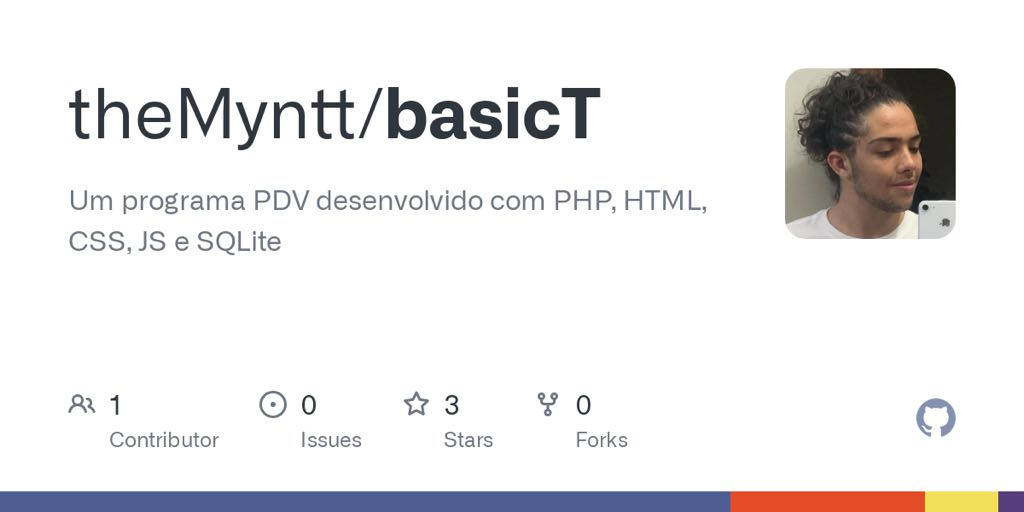 theMyntt/basicT
Um programa PDV desenvolvido com PHP, HTML,
CSS, JS e SQLite
1
Contributor
0
Issues
3
Stars
0
Forks